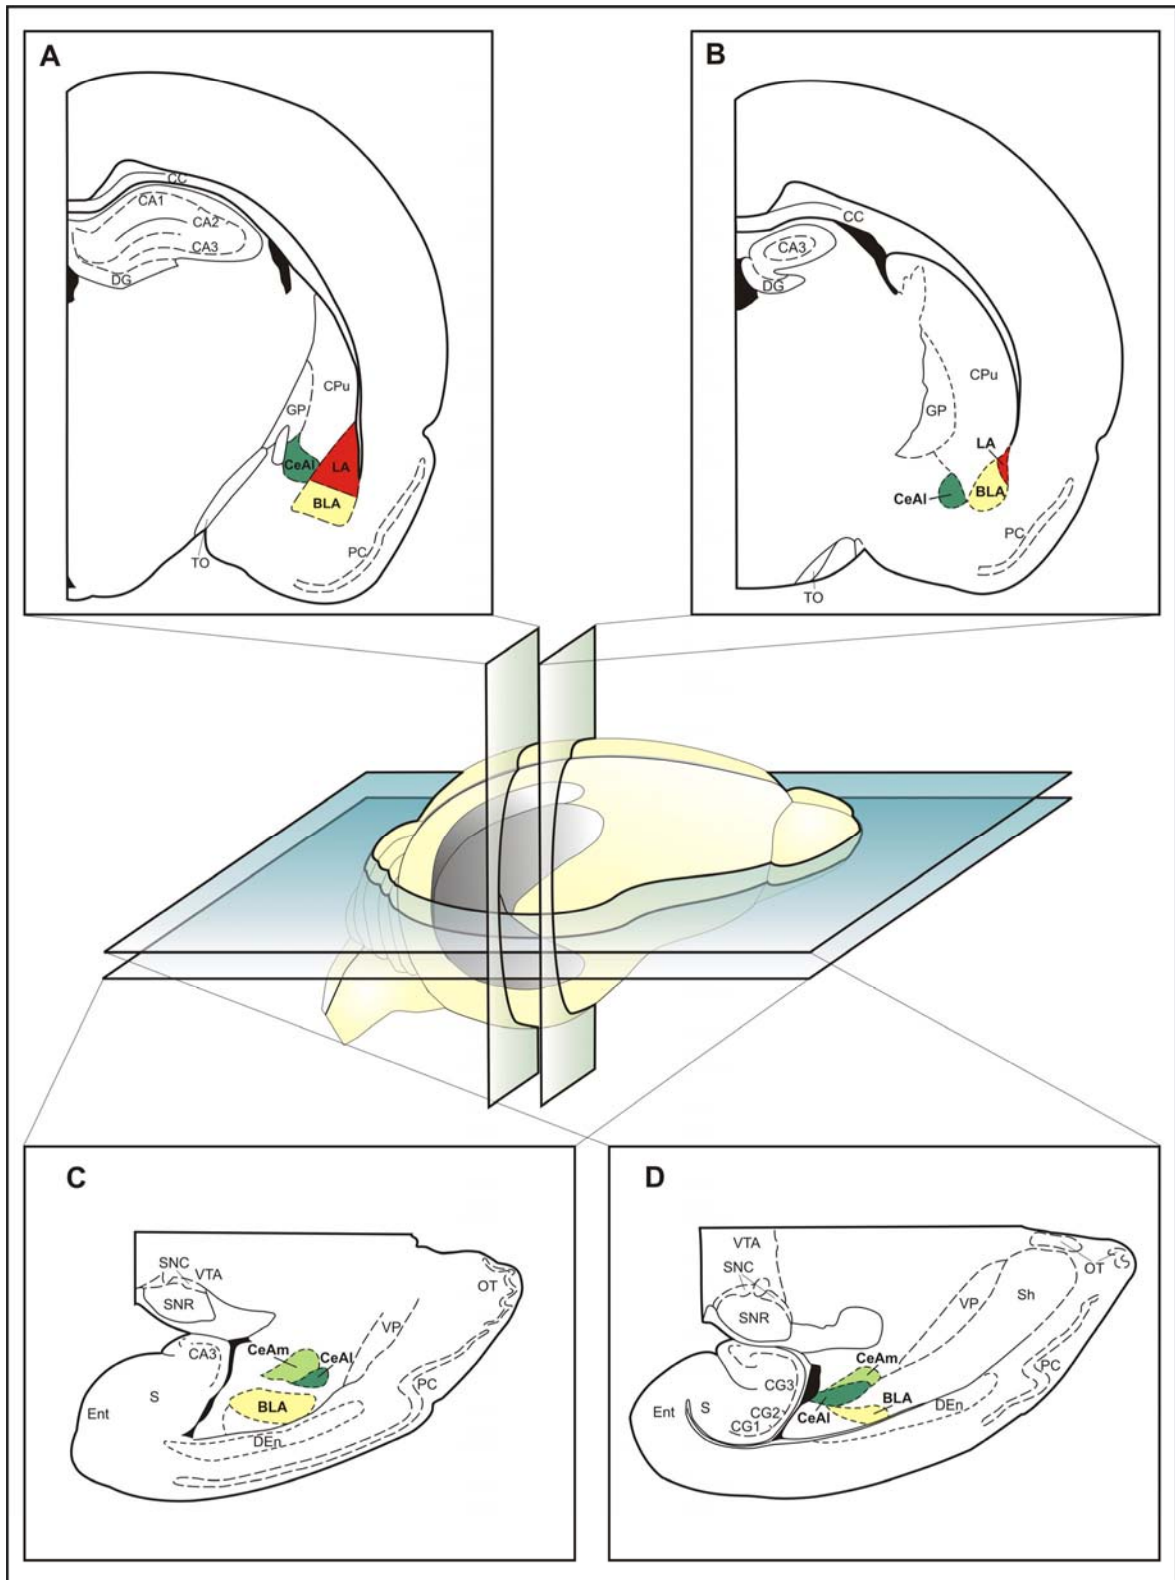 A
CC
CA1
CA2
CA3
DG
CPu
GP
CeAl
LA
BLA
PC
TO
B
CC
CA3
DG
CPu
GP
LA
CeAl
BLA
PC
TO
C
SNC
VTA
SNR
OT
VP
CA3
CeAm
CeAl
PC
S
BLA
Ent
DEn
D
VTA
SNC
OT
Sh
VP
SNR
CeAm
PC
CG3
BLA
DEn
Ent
S
CG2
CeAl
CG1